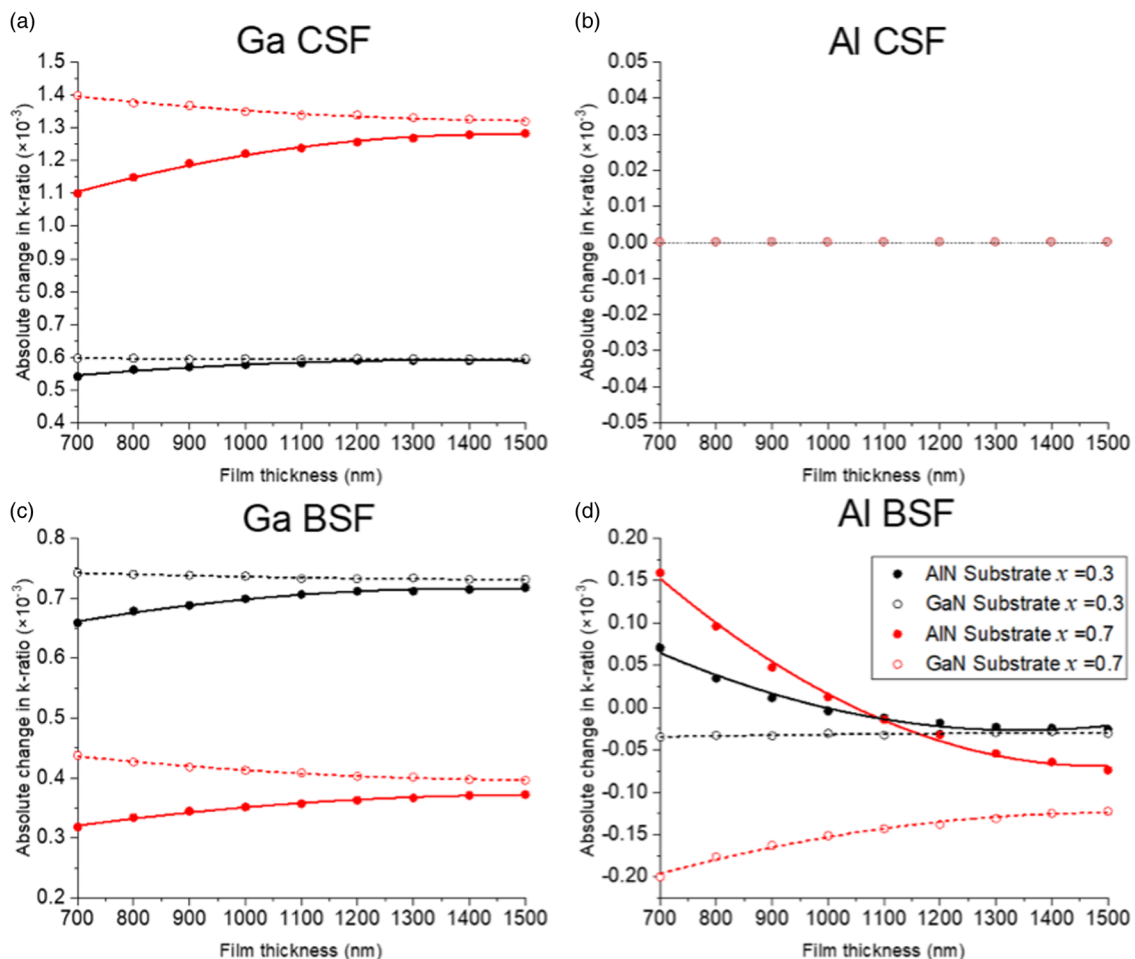 (a)
Ga CSF
Absolute change in k-ratio (×10⁻³)
1.5
1.4
1.3
1.2
1.1
1.0
0.9
0.8
0.7
0.6
0.5
0.4
700 800 900 1000 1100 1200 1300 1400 1500
Film thickness (nm)
(b)
Al CSF
Absolute change in k-ratio (×10⁻³)
0.05
0.04
0.03
0.02
0.01
0.00
-0.01
-0.02
-0.03
-0.04
-0.05
700 800 900 1000 1100 1200 1300 1400 1500
Film thickness (nm)
(c)
Ga BSF
Absolute change in k-ratio (×10⁻³)
0.8
0.7
0.6
0.5
0.4
0.3
0.2
700 800 900 1000 1100 1200 1300 1400 1500
Film thickness (nm)
(d)
Al BSF
Absolute change in k-ratio (×10⁻³)
0.20
0.15
0.10
0.05
0.00
-0.05
-0.10
-0.15
-0.20
AlN Substrate x =0.3
GaN Substrate x =0.3
AlN Substrate x =0.7
GaN Substrate x =0.7
700 800 900 1000 1100 1200 1300 1400 1500
Film thickness (nm)